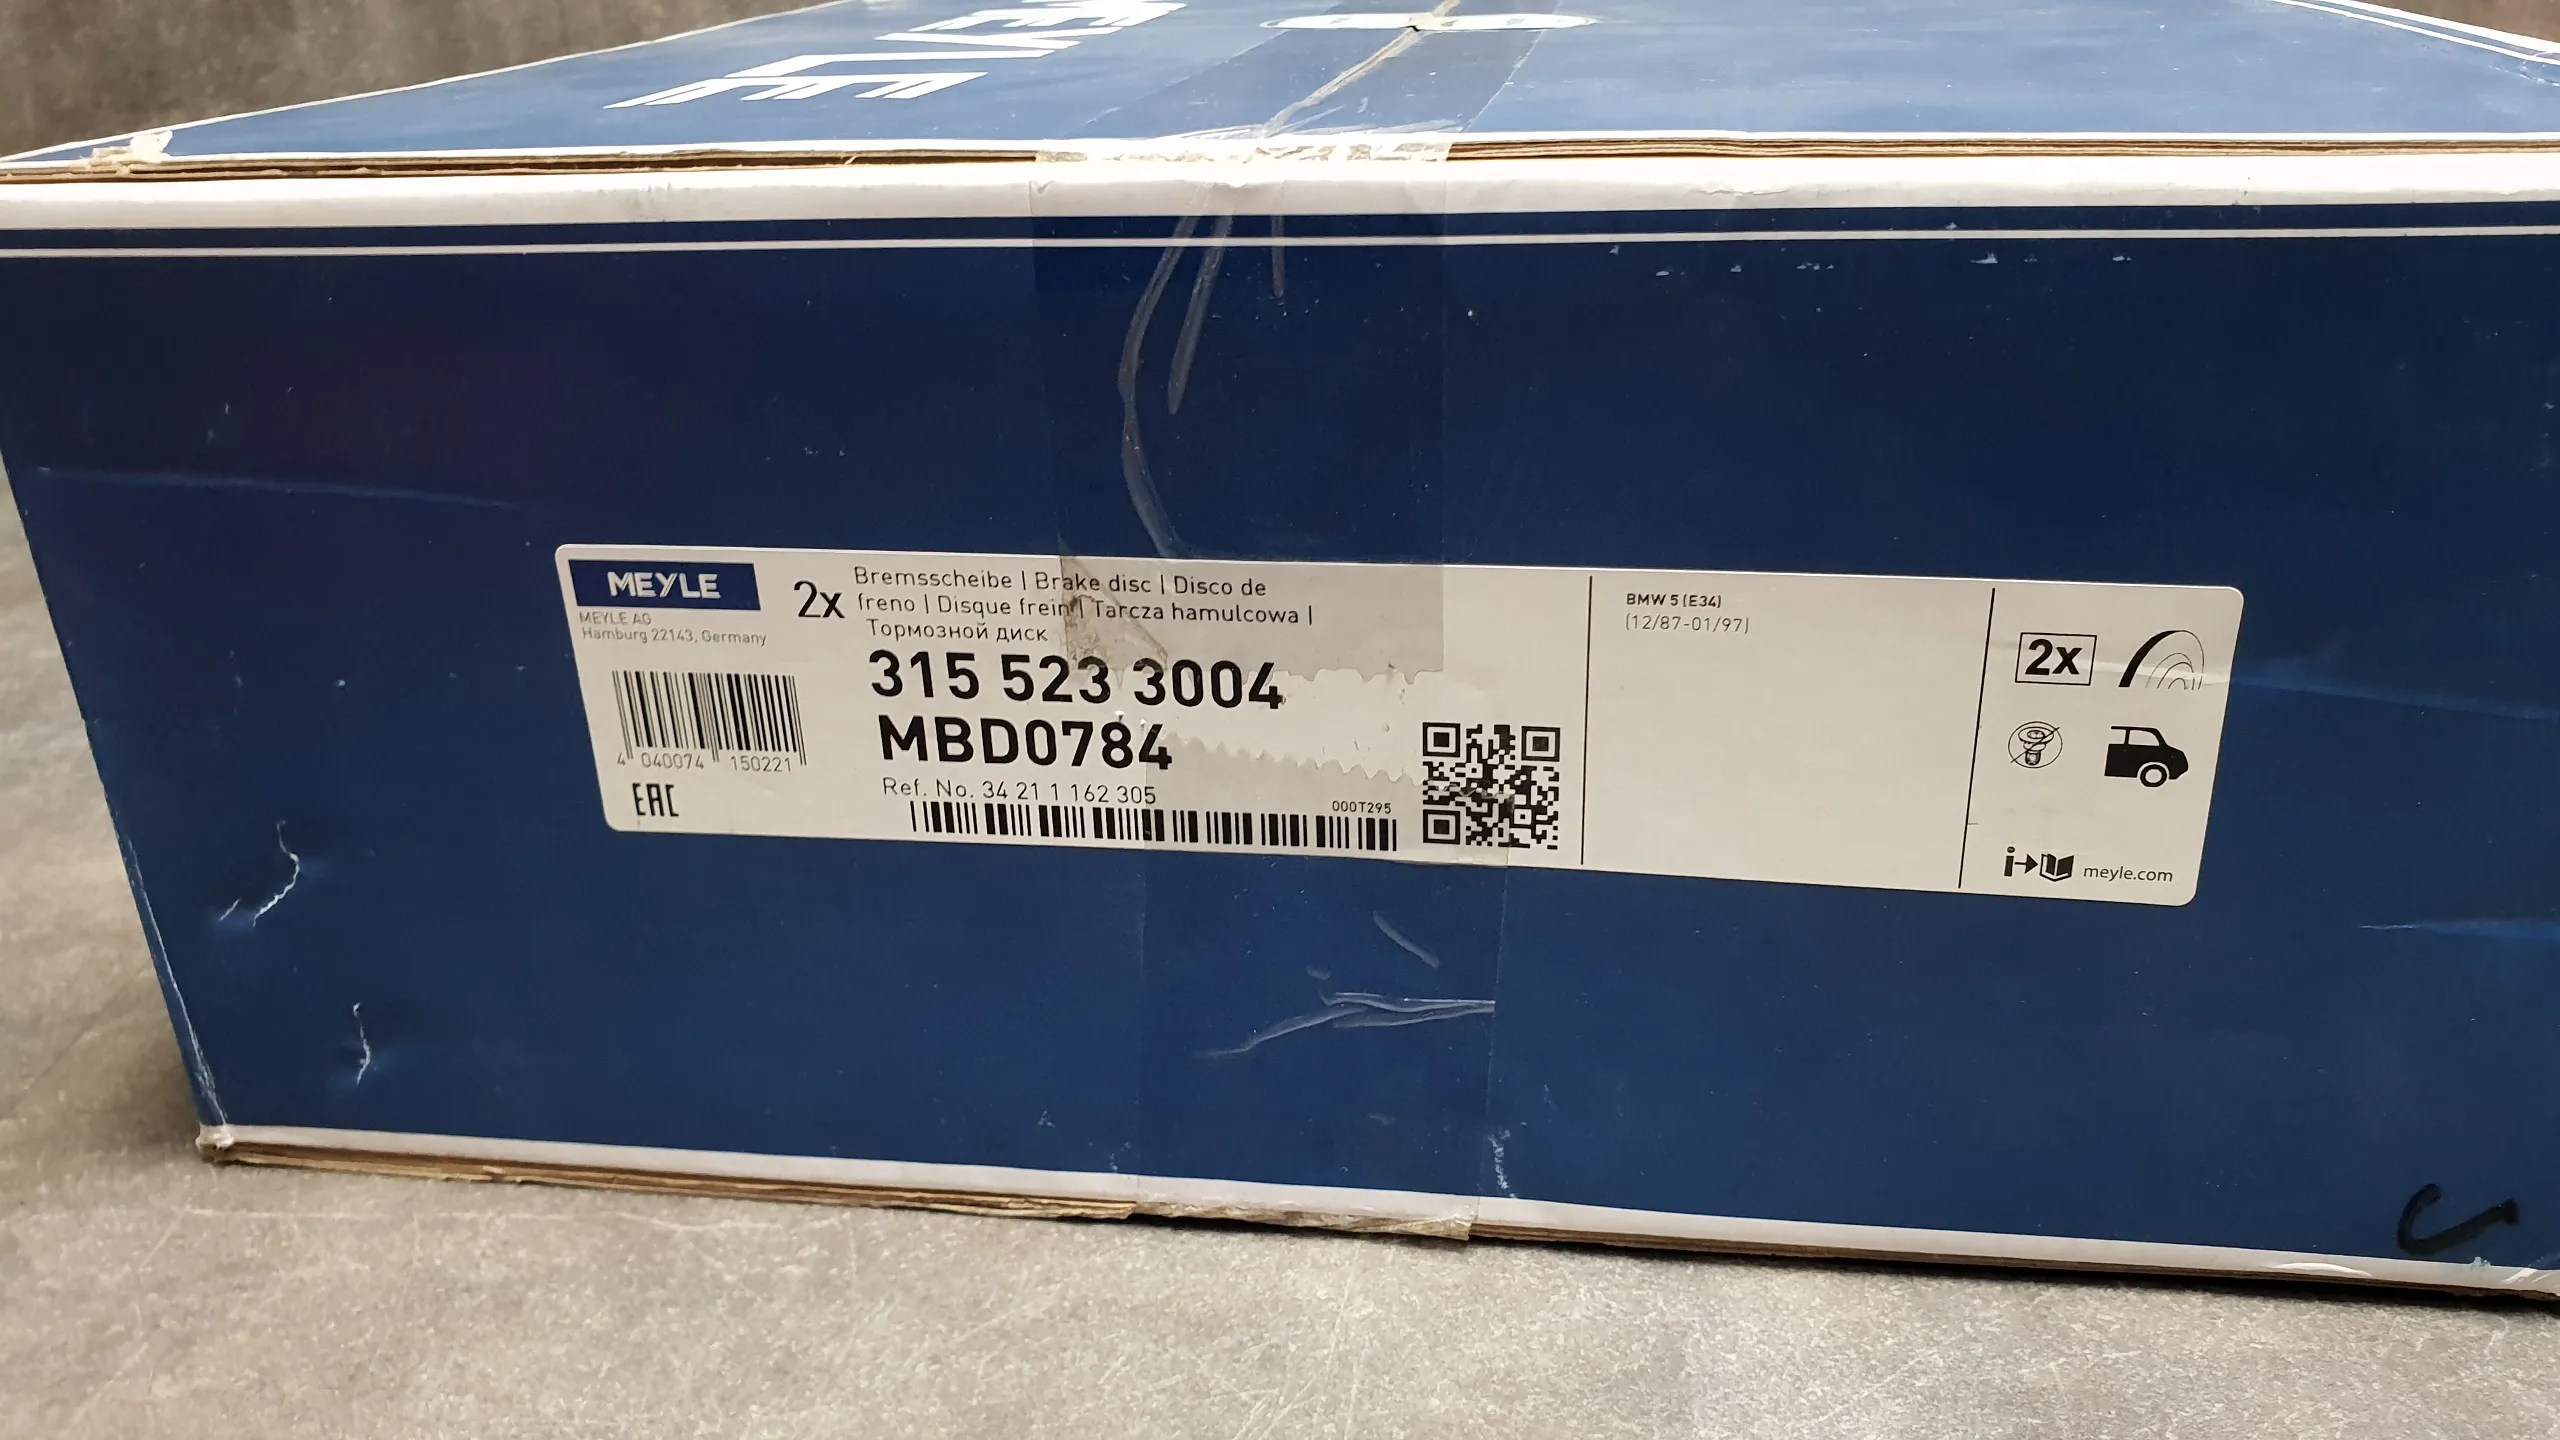 MEYLE
MEYLE
MEYLE AG
Hamburg 22143, Germany
2x
Bremsscheibe | Brake disc | Disco de
freno | Disque frein | Tarcza hamulcowa |
Тормозной диск
315 523 3004
MBD0784
Ref. No. 34 21 1 162 305
000T295
4 040074 150221
EAC
BMW 5 (E34)
(12/87-01/97)
2x
i
meyle.com